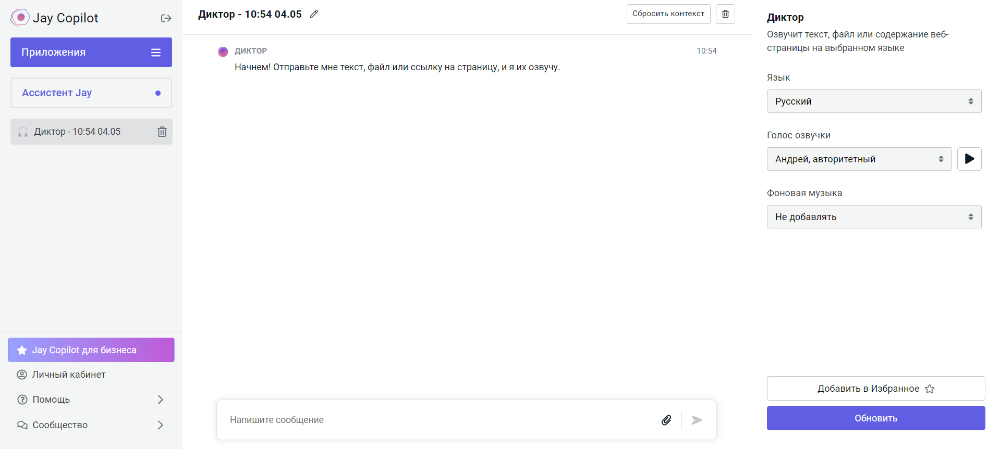 Jay Copilot
Приложения
Ассистент Jay
Диктор - 10:54 04.05
Jay Copilot для бизнеса
Личный кабинет
Помощь
Сообщество
Диктор - 10:54 04.05
Сбросить контекст
ДИКТОР
10:54
Начнем! Отправьте мне текст, файл или ссылку на страницу, и я их озвучу.
Напишите сообщение
Диктор
Озвучит текст, файл или содержание веб-
страницы на выбранном языке
Язык
Русский
Голос озвучки
Андрей, авторитетный
Фоновая музыка
Не добавлять
Добавить в Избранное
Обновить